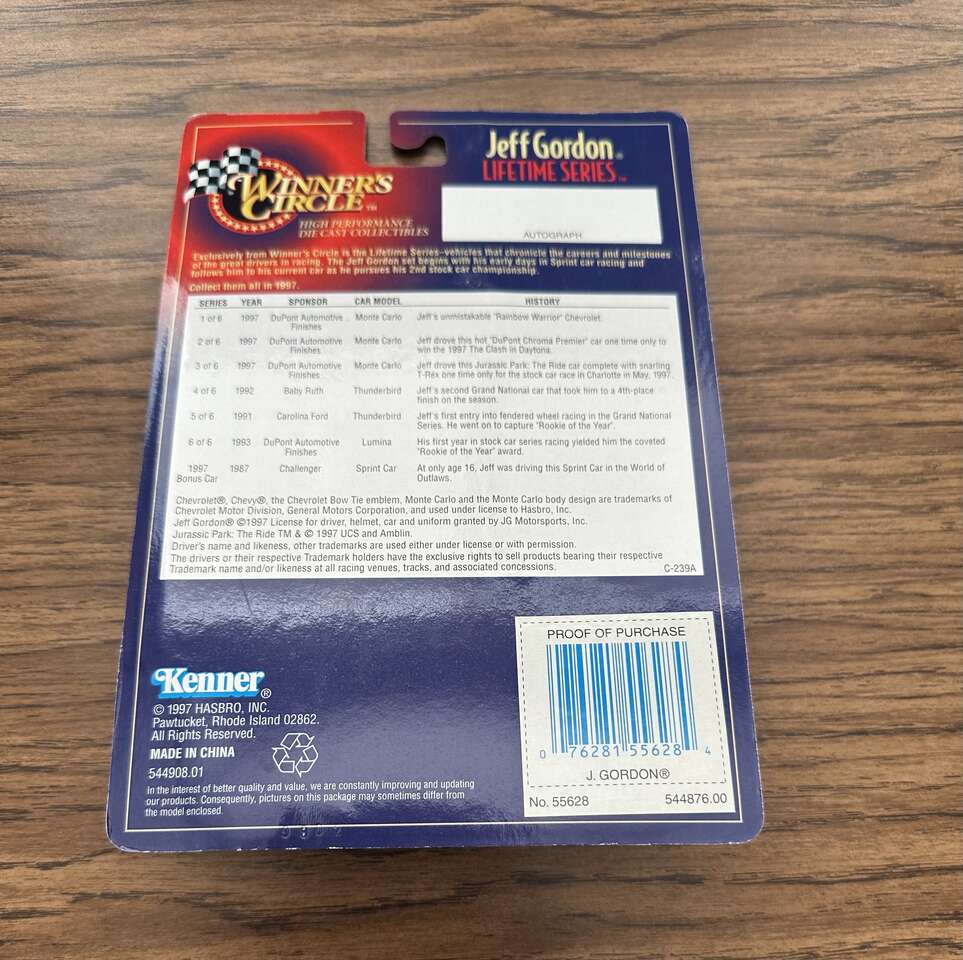 WINNER'S
CIRCLE™
HIGH PERFORMANCE
DIE CAST COLLECTIBLES
Jeff Gordon
LIFETIME SERIES™
AUTOGRAPH
Exclusively from Winner's Circle is the Lifetime Series-vehicles that chronicle the careers and milestones
of the great drivers in racing. The Jeff Gordon set begins with his early days in Sprint car racing and
follows him to his current car as he pursues his 2nd stock car championship.
Collect them all in 1997.
SERIES YEAR SPONSOR CAR MODEL HISTORY
1 of 6 1997 DuPont Automotive Monte Carlo Jeff's unmistakable "Rainbow Warrior" Chevrolet.
Finishes
2 of 6 1997 DuPont Automotive Monte Carlo Jeff drove this hot "DuPont Chroma Premier" car one time only to
Finishes win the 1997 The Clash in Daytona.
3 of 6 1997 DuPont Automotive Monte Carlo Jeff drove this Jurassic Park: The Ride car complete with snarling
Finishes T-Rex one time only for the stock car race in Charlotte in May, 1997.
4 of 6 1992 Baby Ruth Thunderbird Jeff's second Grand National car that took him to a 4th-place
finish on the season.
5 of 6 1991 Carolina Ford Thunderbird Jeff's first entry into fendered wheel racing in the Grand National
Series. He went on to capture "Rookie of the Year".
6 of 6 1993 DuPont Automotive Lumina His first year in stock car series racing yielded him the coveted
Finishes "Rookie of the Year" award.
1997 1987 Challenger Sprint Car At only age 16, Jeff was driving this Sprint Car in the World of
Bonus Car Outlaws.
Chevrolet®, Chevy®, the Chevrolet Bow Tie emblem, Monte Carlo and the Monte Carlo body design are trademarks of
Chevrolet Motor Division, General Motors Corporation, and used under license to Hasbro, Inc.
Jeff Gordon® ©1997 License for driver, helmet, car and uniform granted by JG Motorsports, Inc.
Jurassic Park: The Ride TM & © 1997 UCS and Amblin.
Driver's name and likeness, other trademarks are used either under license or with permission.
The drivers or their respective Trademark holders have the exclusive rights to sell products bearing their respective
Trademark name and/or likeness at all racing venues, tracks, and associated concessions.
C-239A
Kenner®
© 1997 HASBRO, INC.
Pawtucket, Rhode Island 02862.
All Rights Reserved.
MADE IN CHINA
544908.01
In the interest of better quality and value, we are constantly improving and updating
our products. Consequently, pictures on this package may sometimes differ from
the model enclosed.
PROOF OF PURCHASE
0 76281 55628 4
J. GORDON®
No. 55628 544876.00